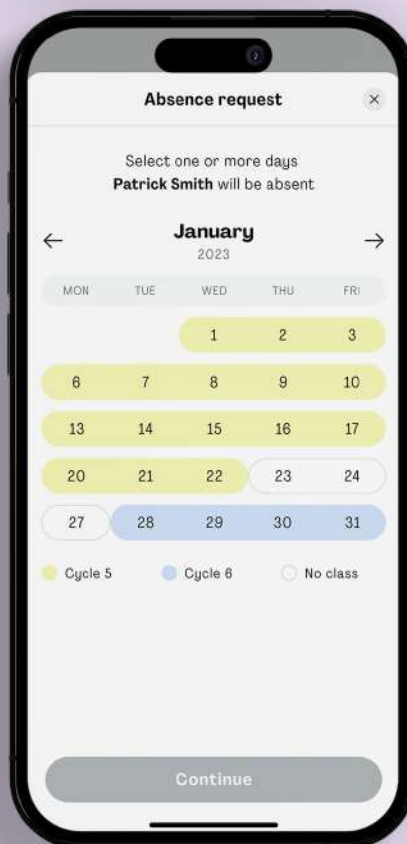 Absence request
Select one or more days
Patrick Smith will be absent
← January →
2023
MON TUE WED THU FRI
1 2 3
6 7 8 9 10
13 14 15 16 17
20 21 22 23 24
27 28 29 30 31
Cycle 5 Cycle 6 No class
Continue